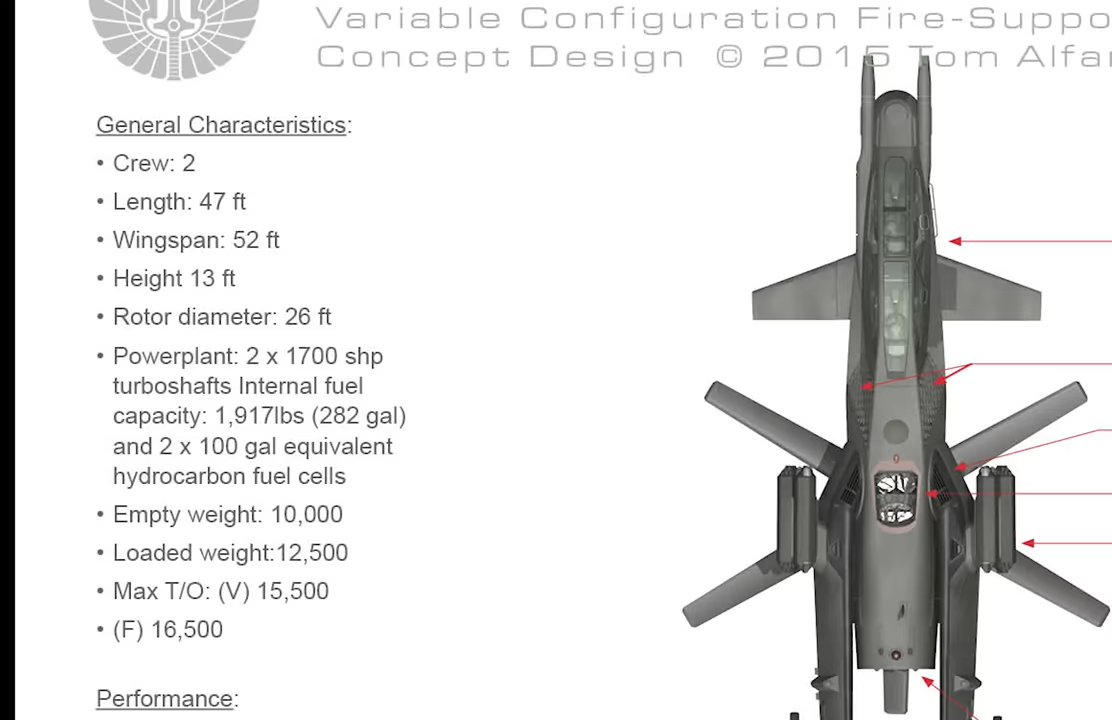 Variable Configuration Fire-Suppo
Concept Design © 2015 Tom Alfa
General Characteristics:
• Crew: 2
• Length: 47 ft
• Wingspan: 52 ft
• Height 13 ft
• Rotor diameter: 26 ft
• Powerplant: 2 x 1700 shp
turboshafts Internal fuel
capacity: 1,917lbs (282 gal)
and 2 x 100 gal equivalent
hydrocarbon fuel cells
• Empty weight: 10,000
• Loaded weight:12,500
• Max T/O: (V) 15,500
• (F) 16,500
Performance: